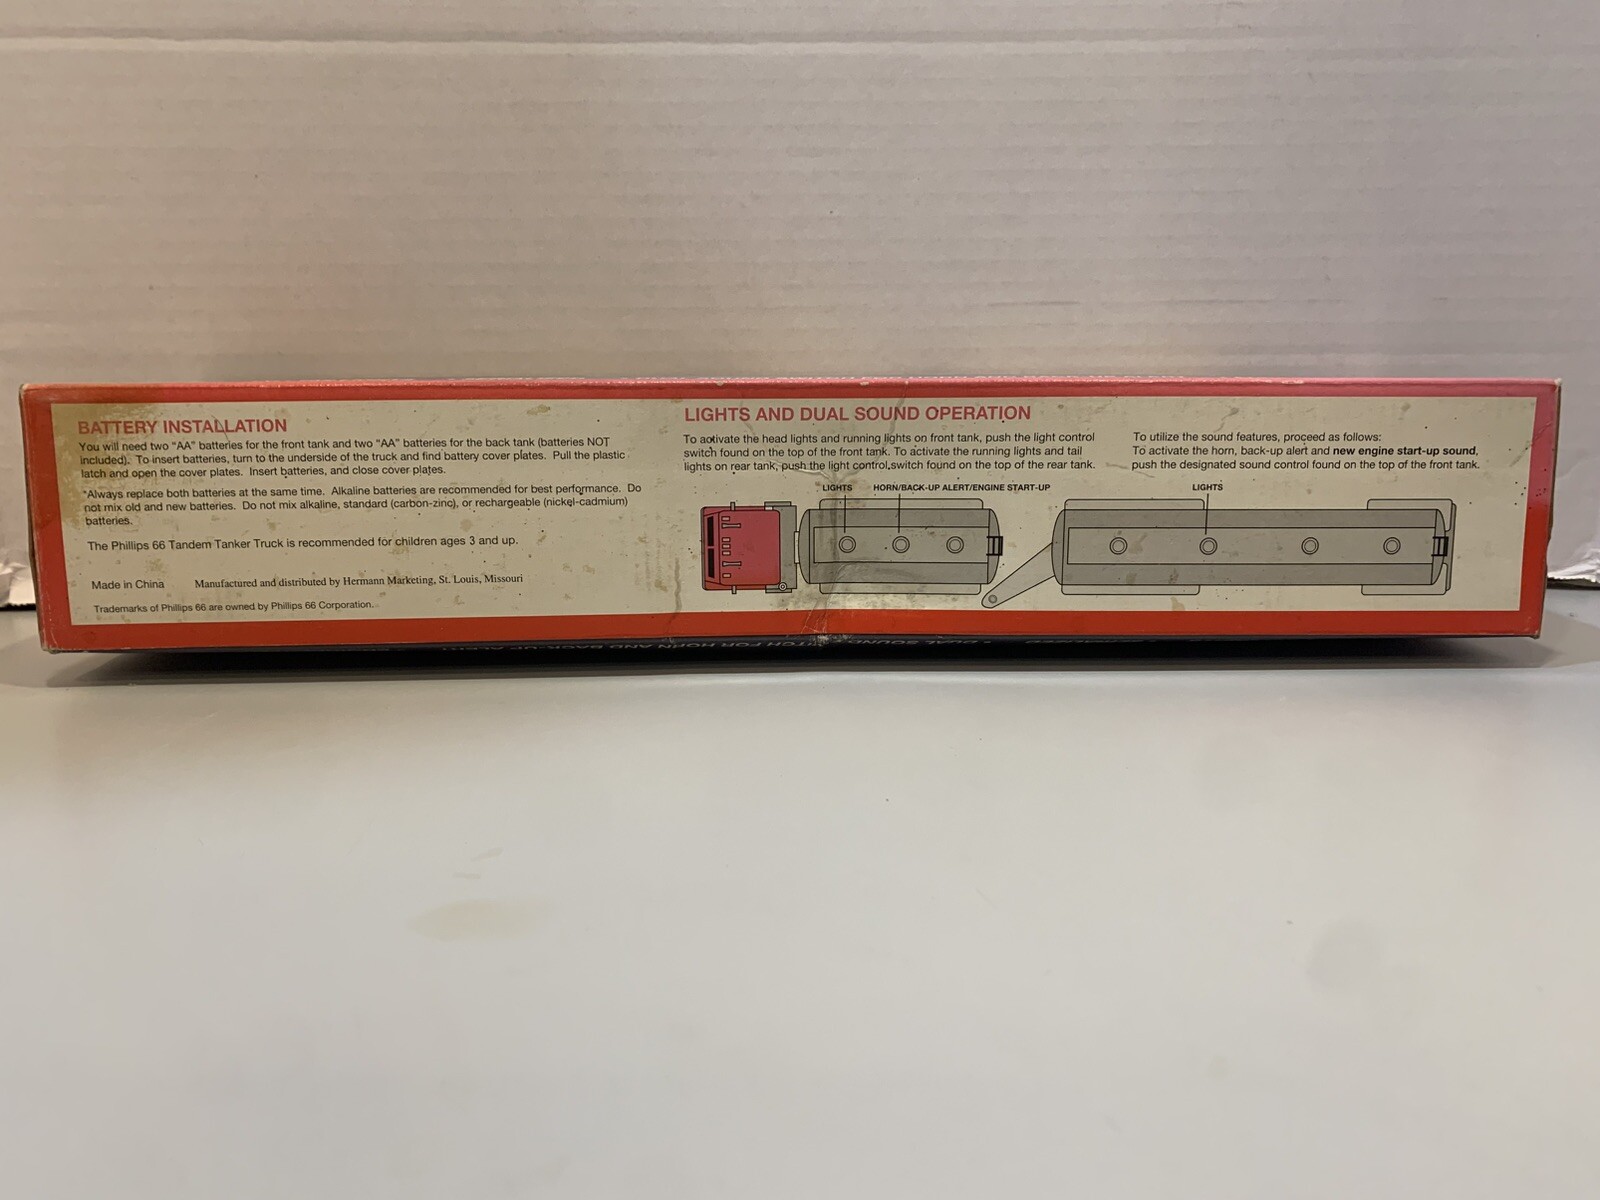 BATTERY INSTALLATION
You will need two "AA" batteries for the front tank and two "AA" batteries for the back tank (batteries NOT
included). To insert batteries, turn to the underside of the truck and find battery cover plates. Pull the plastic
latch and open the cover plates. Insert batteries, and close cover plates.
*Always replace both batteries at the same time. Alkaline batteries are recommended for best performance. Do
not mix old and new batteries. Do not mix alkaline, standard (carbon-zinc), or rechargeable (nickel-cadmium)
batteries.
The Phillips 66 Tandem Tanker Truck is recommended for children ages 3 and up.
Made in China Manufactured and distributed by Hermann Marketing, St. Louis, Missouri
Trademarks of Phillips 66 are owned by Phillips 66 Corporation.
LIGHTS AND DUAL SOUND OPERATION
To activate the head lights and running lights on front tank, push the light control
switch found on the top of the front tank. To activate the running lights and tail
lights on rear tank, push the light control switch found on the top of the rear tank.
To utilize the sound features, proceed as follows:
To activate the horn, back-up alert and new engine start-up sound,
push the designated sound control found on the top of the front tank.
LIGHTS HORN/BACK-UP ALERT/ENGINE START-UP LIGHTS
DUAL SOUND
FOR HORN AND BACK-UP ALERT